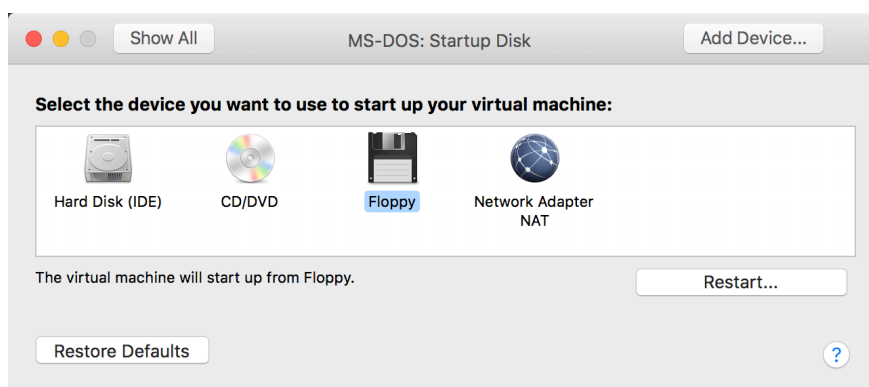 Show All
MS-DOS: Startup Disk
Add Device...
Select the device you want to use to start up your virtual machine:
Hard Disk (IDE)
CD/DVD
Floppy
Network Adapter
NAT
The virtual machine will start up from Floppy.
Restart...
Restore Defaults
?